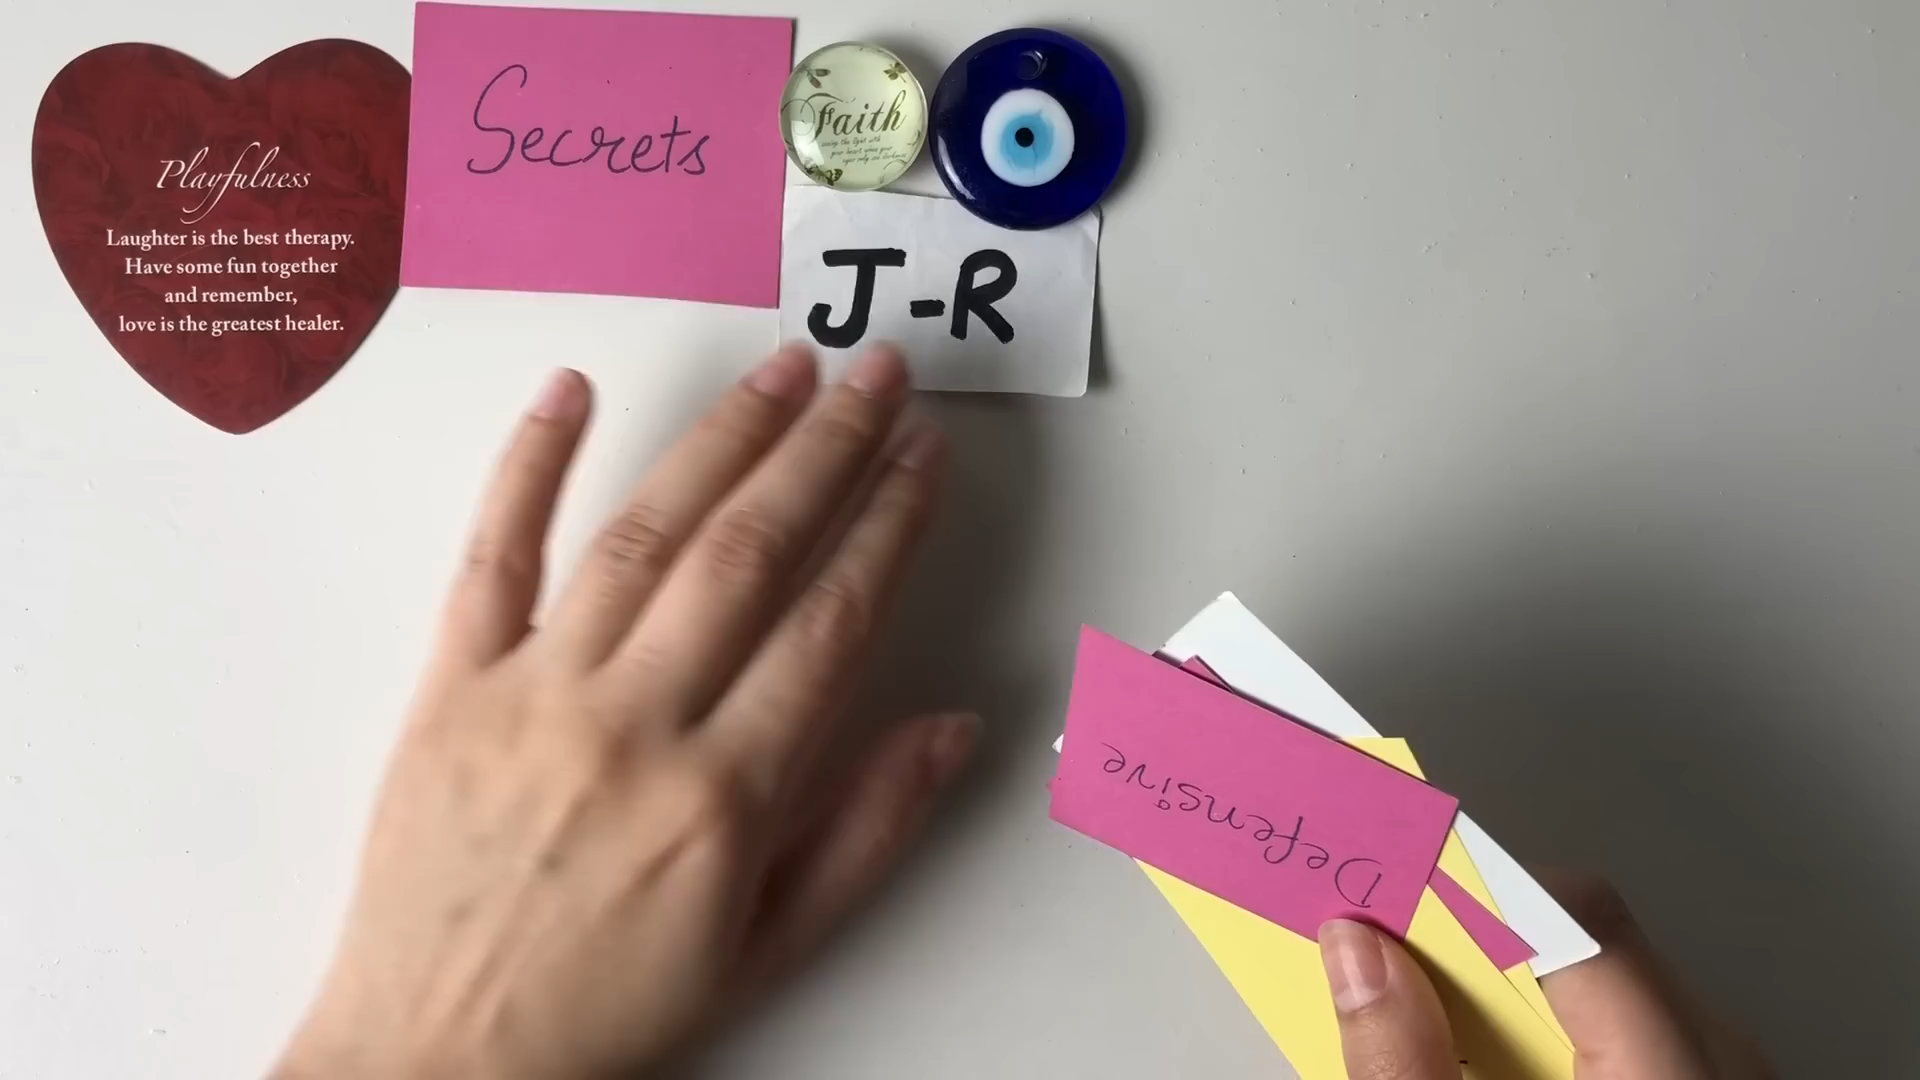 Playfulness
Laughter is the best therapy.
Have some fun together
and remember,
love is the greatest healer.
Secrets
Faith
J-R
Defensive